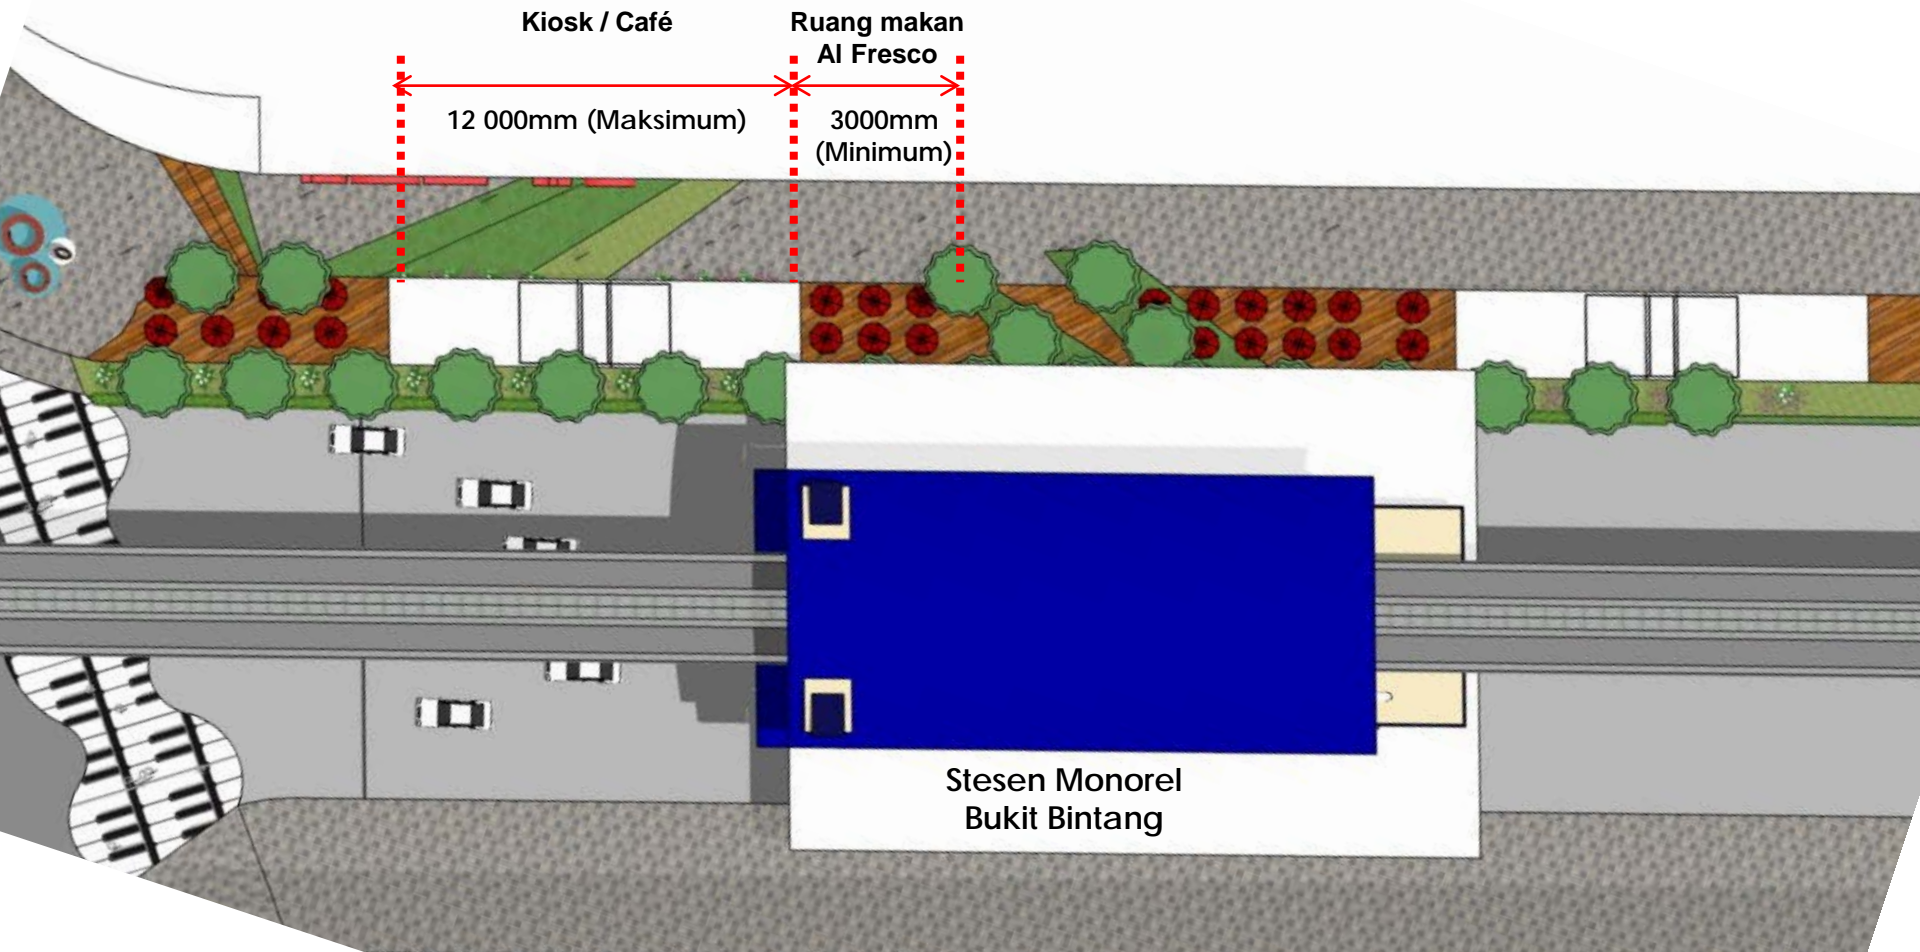 Kiosk / Café
Ruang makan
Al Fresco
12 000mm (Maksimum)
3000mm
(Minimum)
Stesen Monorel
Bukit Bintang